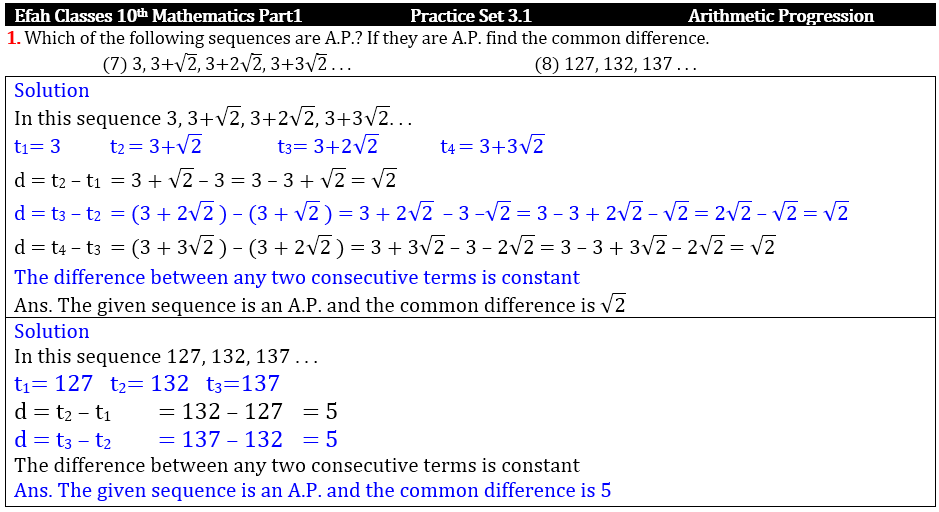 Efah Classes 10th Mathematics Part1 Practice Set 3.1 Arithmetic Progression
1. Which of the following sequences are A.P.? If they are A.P. find the common difference.
(7) 3, 3+√2, 3+2√2, 3+3√2 . . . (8) 127, 132, 137 . . .
Solution
In this sequence 3, 3+√2, 3+2√2, 3+3√2. . .
t1= 3 t2 = 3+√2 t3= 3+2√2 t4 = 3+3√2
d = t2 – t1 = 3 + √2 – 3 = 3 – 3 + √2 = √2
d = t3 – t2 = (3 + 2√2 ) – (3 + √2 ) = 3 + 2√2 – 3 –√2 = 3 – 3 + 2√2 – √2 = 2√2 – √2 = √2
d = t4 – t3 = (3 + 3√2 ) – (3 + 2√2 ) = 3 + 3√2 – 3 – 2√2 = 3 – 3 + 3√2 – 2√2 = √2
The difference between any two consecutive terms is constant
Ans. The given sequence is an A.P. and the common difference is √2
Solution
In this sequence 127, 132, 137 . . .
t1= 127 t2= 132 t3=137
d = t2 – t1 = 132 – 127 = 5
d = t3 – t2 = 137 – 132 = 5
The difference between any two consecutive terms is constant
Ans. The given sequence is an A.P. and the common difference is 5